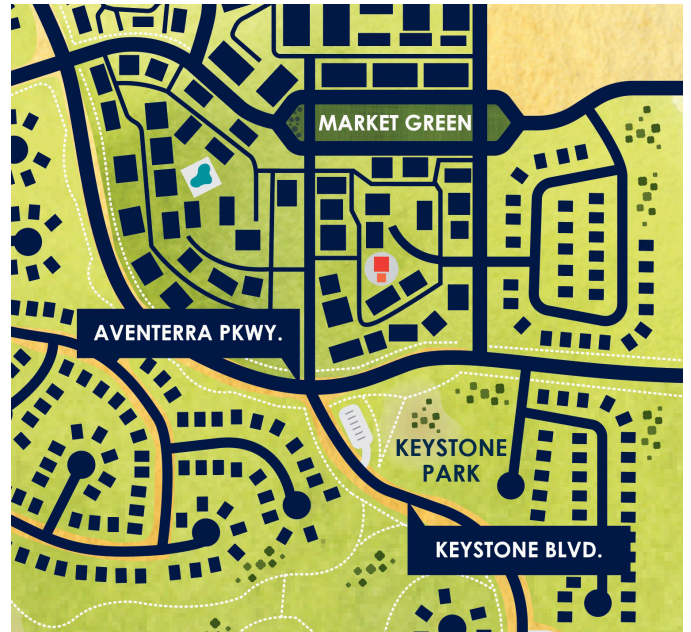 MARKET GREEN
AVENTERRA PKWY.
KEYSTONE
PARK
KEYSTONE BLVD.